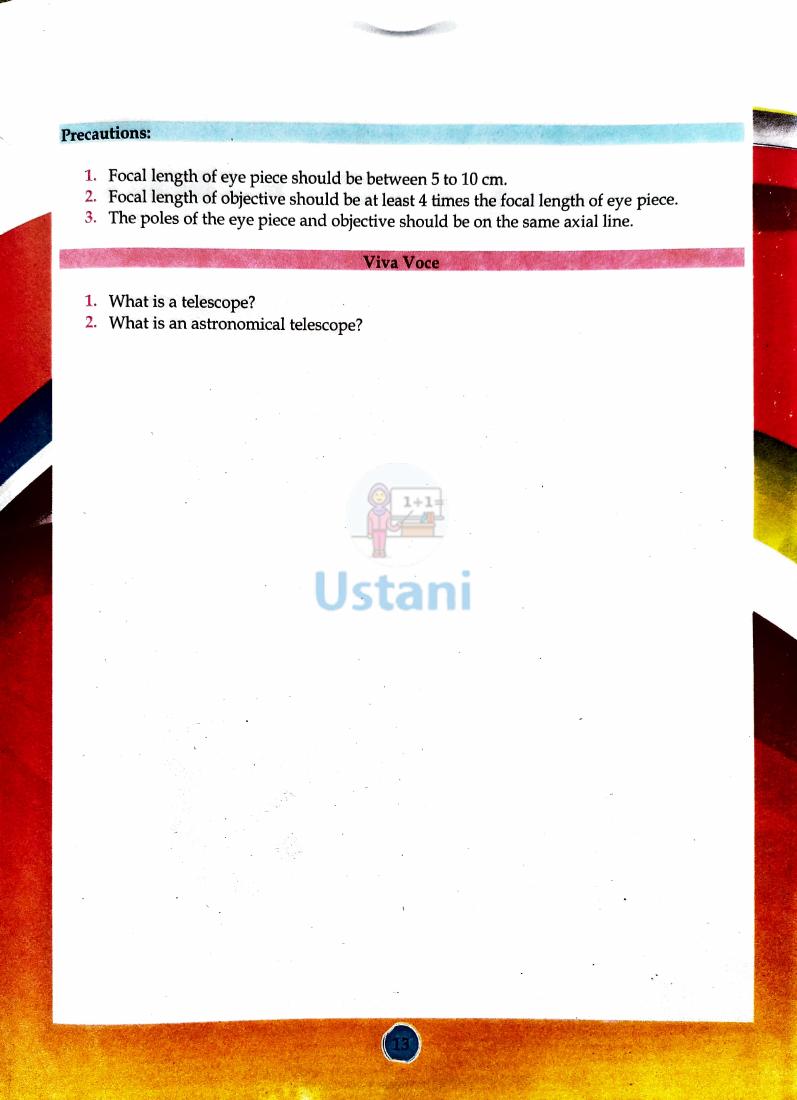 Precautions:
1. Focal length of eye piece should be between 5 to 10 cm.
2. Focal length of objective should be at least 4 times the focal length of eye piece.
3. The poles of the eye piece and objective should be on the same axial line.
Viva Voce
1. What is a telescope?
2. What is an astronomical telescope?
1+1=
Ustani
13